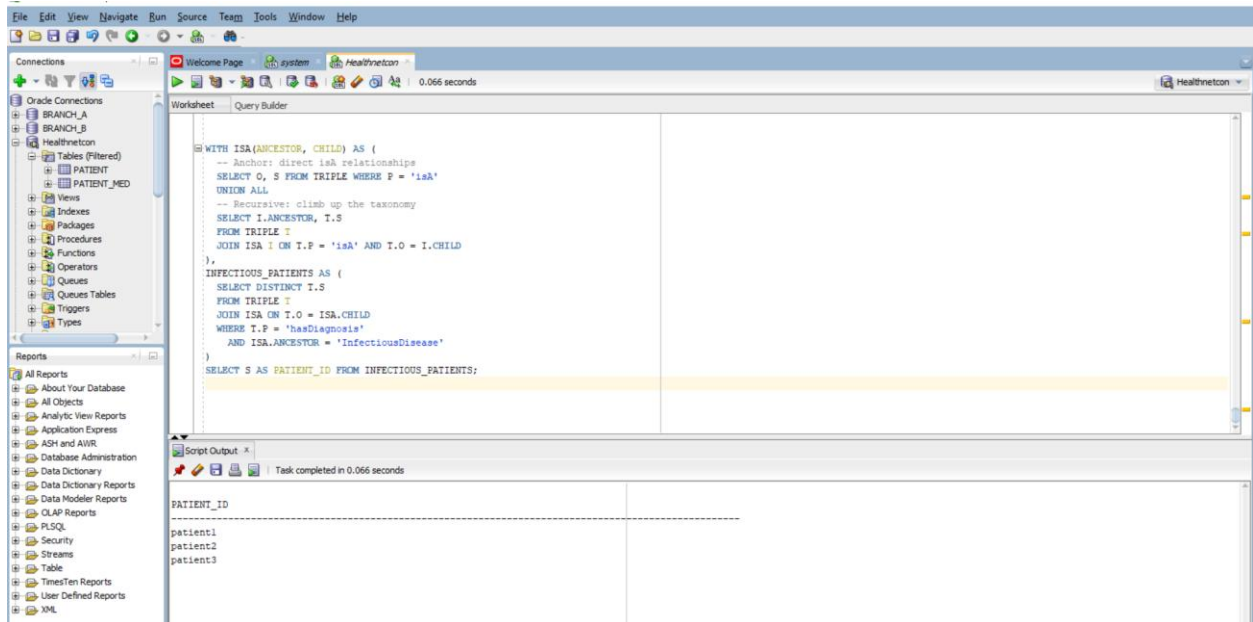 File Edit View Navigate Run Source Team Tools Window Help
Connections
Welcome Page system Healthnetcon
0.066 seconds
Healthnetcon
Oracle Connections
BRANCH_A
BRANCH_B
Healthnetcon
Tables (Filtered)
PATIENT
PATIENT_MED
Views
Indexes
Packages
Procedures
Functions
Operators
Queues
Queues Tables
Triggers
Types
Worksheet Query Builder
WITH ISA(ANCESTOR, CHILD) AS (
-- Anchor: direct isA relationships
SELECT O, S FROM TRIPLE WHERE P = 'isA'
UNION ALL
-- Recursive: climb up the taxonomy
SELECT I.ANCESTOR, T.S
FROM TRIPLE T
JOIN ISA I ON T.P = 'isA' AND T.O = I.CHILD
),
INFECTIOUS_PATIENTS AS (
SELECT DISTINCT T.S
FROM TRIPLE T
JOIN ISA ON T.O = ISA.CHILD
WHERE T.P = 'hasDiagnosis'
AND ISA.ANCESTOR = 'InfectiousDisease'
)
SELECT S AS PATIENT_ID FROM INFECTIOUS_PATIENTS;
Reports
All Reports
About Your Database
All Objects
Analytic View Reports
Application Express
ASH and AWR
Database Administration
Data Dictionary
Data Dictionary Reports
Data Modeler Reports
OLAP Reports
PLSQL
Security
Streams
Table
TimesTen Reports
User Defined Reports
XML
Script Output
Task completed in 0.066 seconds
PATIENT_ID
--------------------------------------------------------------------------------
patient1
patient2
patient3